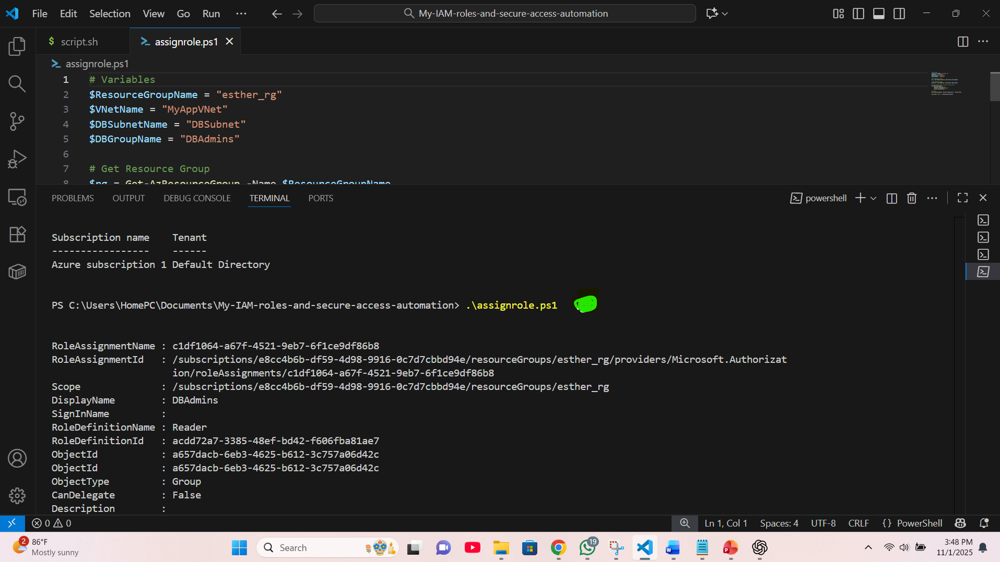 File Edit Selection View Go Run ···
My-IAM-roles-and-secure-access-automation
$ script.sh
assignrole.ps1
assignrole.ps1
1 # Variables
2 $ResourceGroupName = "esther_rg"
3 $VNetName = "MyAppVNet"
4 $DBSubnetName = "DBSubnet"
5 $DBGroupName = "DBAdmins"
6
7 # Get Resource Group
8 $rg = Get-AzResourceGroup -Name $ResourceGroupName
PROBLEMS OUTPUT DEBUG CONSOLE TERMINAL PORTS
powershell
Subscription name    Tenant
-----------------    ------
Azure subscription 1 Default Directory
PS C:\Users\HomePC\Documents\My-IAM-roles-and-secure-access-automation> .\assignrole.ps1
RoleAssignmentName : c1df1064-a67f-4521-9eb7-6f1ce9df86b8
RoleAssignmentId   : /subscriptions/e8cc4b6b-df59-4d98-9916-0c7d7cbbd94e/resourceGroups/esther_rg/providers/Microsoft.Authorizat
ion/roleAssignments/c1df1064-a67f-4521-9eb7-6f1ce9df86b8
Scope              : /subscriptions/e8cc4b6b-df59-4d98-9916-0c7d7cbbd94e/resourceGroups/esther_rg
DisplayName        : DBAdmins
SignInName         :
RoleDefinitionName : Reader
RoleDefinitionId   : acdd72a7-3385-48ef-bd42-f606fba81ae7
ObjectId           : a657dacb-6eb3-4625-b612-3c757a06d42c
ObjectId           : a657dacb-6eb3-4625-b612-3c757a06d42c
ObjectType         : Group
CanDelegate        : False
Description        :
0 0
Ln 1, Col 1 Spaces: 4 UTF-8 CRLF {} PowerShell
2
86°F
Mostly sunny
Search
19
3:48 PM
11/1/2025